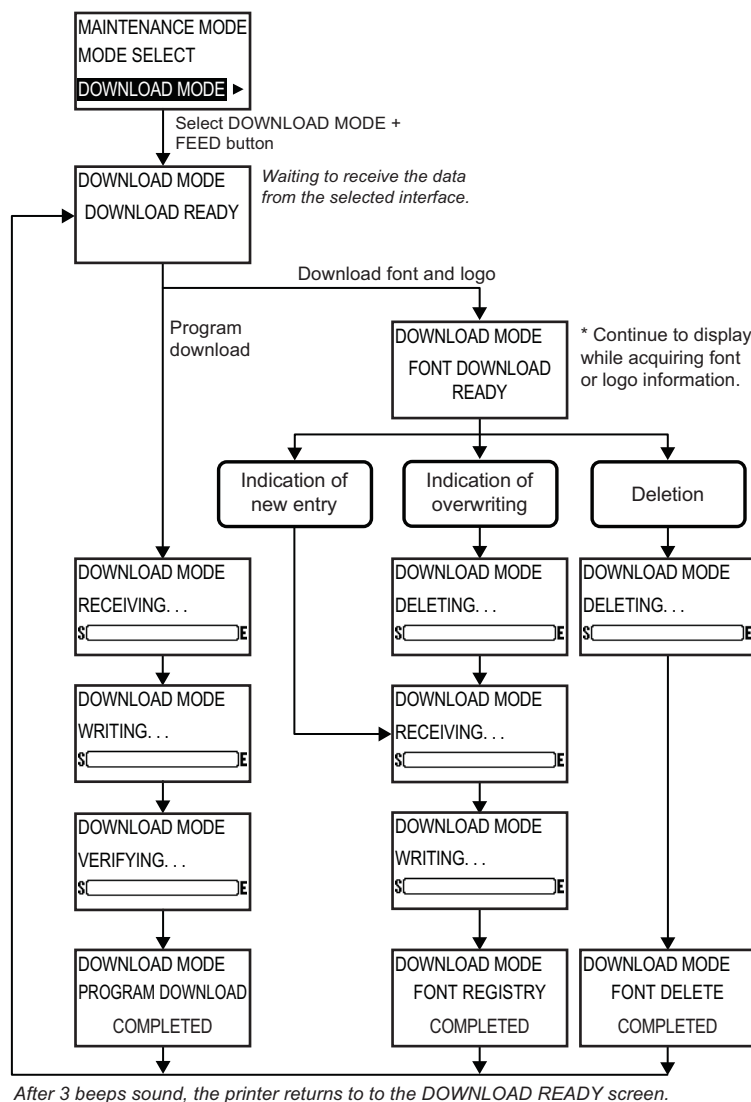 MAINTENANCE MODE
MODE SELECT
DOWNLOAD MODE ►
Select DOWNLOAD MODE +
FEED button
DOWNLOAD MODE
DOWNLOAD READY
Waiting to receive the data
from the selected interface.
Download font and logo
Program
download
DOWNLOAD MODE
FONT DOWNLOAD
READY
* Continue to display
while acquiring font
or logo information.
Indication of
new entry
Indication of
overwriting
Deletion
DOWNLOAD MODE
RECEIVING. . .
S E
DOWNLOAD MODE
DELETING. . .
S E
DOWNLOAD MODE
DELETING. . .
S E
DOWNLOAD MODE
WRITING. . .
S E
DOWNLOAD MODE
RECEIVING. . .
S E
DOWNLOAD MODE
VERIFYING. . .
S E
DOWNLOAD MODE
WRITING. . .
S E
DOWNLOAD MODE
PROGRAM DOWNLOAD
COMPLETED
DOWNLOAD MODE
FONT REGISTRY
COMPLETED
DOWNLOAD MODE
FONT DELETE
COMPLETED
After 3 beeps sound, the printer returns to to the DOWNLOAD READY screen.